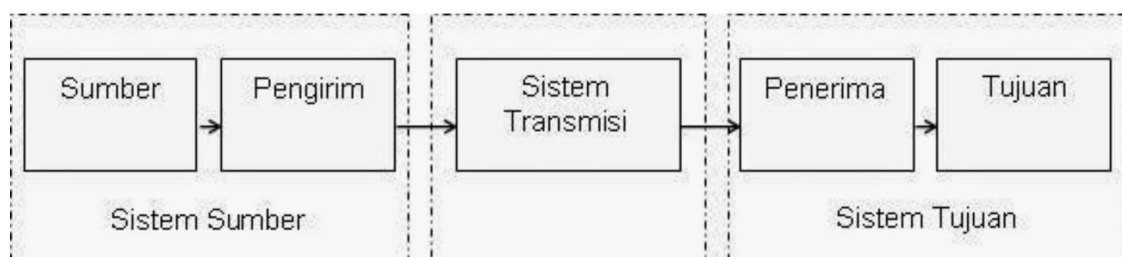 Sumber
Pengirim
Sistem
Transmisi
Penerima
Tujuan
Sistem Sumber
Sistem Tujuan